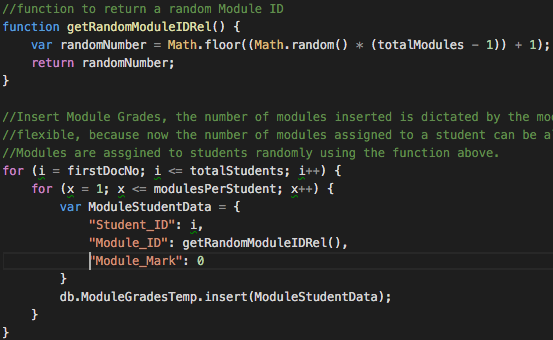 //function to return a random Module ID
function getRandomModuleIDRel() {
    var randomNumber = Math.floor((Math.random() * (totalModules - 1)) + 1);
    return randomNumber;
}

//Insert Module Grades, the number of modules inserted is dictated by the mod
//flexible, because now the number of modules assigned to a student can be a
//Modules are assgined to students randomly using the function above.
for (i = firstDocNo; i <= totalStudents; i++) {
    for (x = 1; x <= modulesPerStudent; x++) {
        var ModuleStudentData = {
            "Student_ID": i,
            "Module_ID": getRandomModuleIDRel(),
            "Module_Mark": 0
        }
        db.ModuleGradesTemp.insert(ModuleStudentData);
    }
}